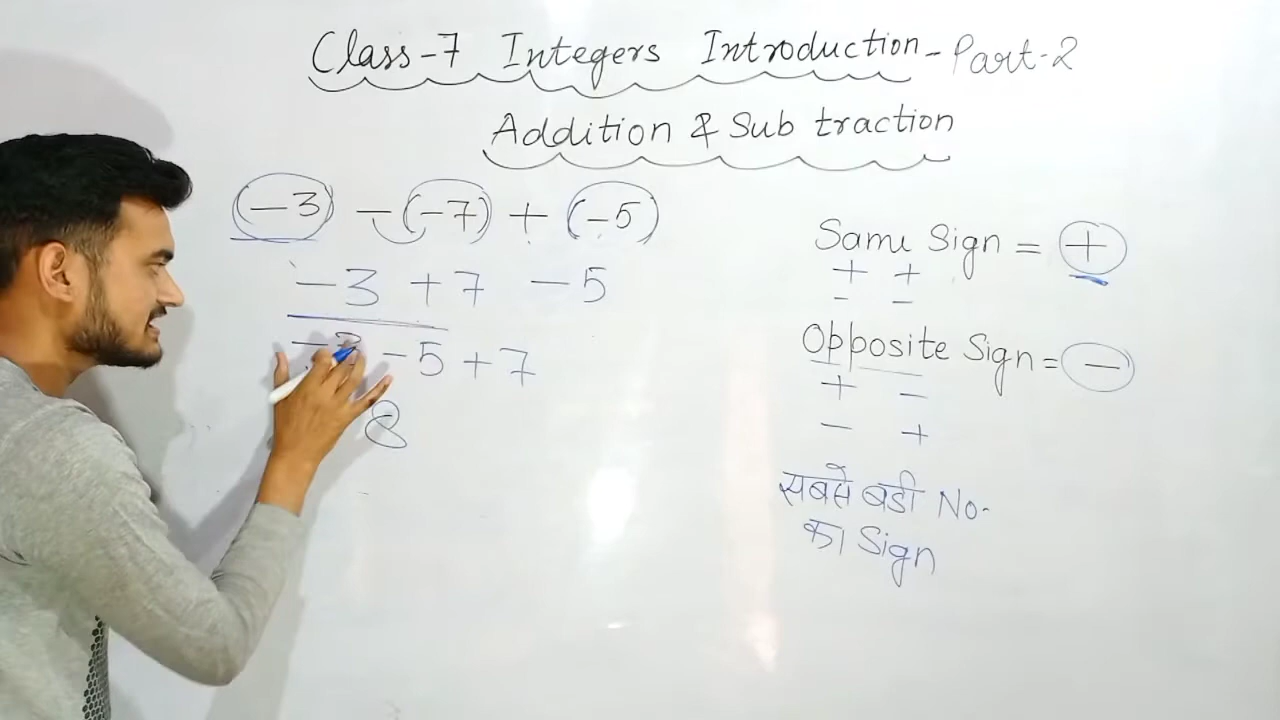 Class-7 Integers Introduction - Part-2
Addition & Sub traction
(-3) -(-7) + (-5)
-3 +7 -5
-3 -5 +7
8
Same Sign = +
+ +
- -
Opposite Sign = -
+ -
- +
सबसे बडी No.
का Sign